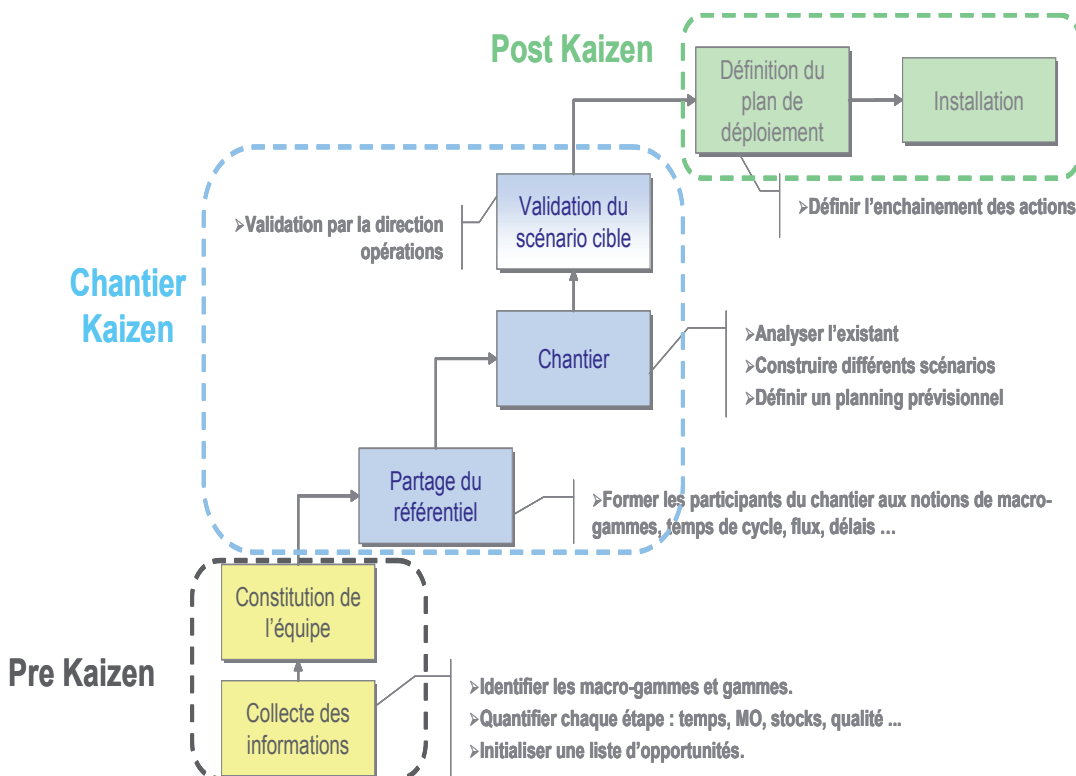 Post Kaizen
Définition du
plan de
déploiement
Installation
➢Définir l'enchainement des actions
Validation du
scénario cible
➢Validation par la direction
opérations
Chantier
Kaizen
Chantier
➢Analyser l'existant
➢Construire différents scénarios
➢Définir un planning prévisionnel
Partage du
référentiel
➢Former les participants du chantier aux notions de macro-
gammes, temps de cycle, flux, délais ...
Constitution de
l'équipe
Pre Kaizen
Collecte des
informations
➢Identifier les macro-gammes et gammes.
➢Quantifier chaque étape : temps, MO, stocks, qualité ...
➢Initialiser une liste d'opportunités.